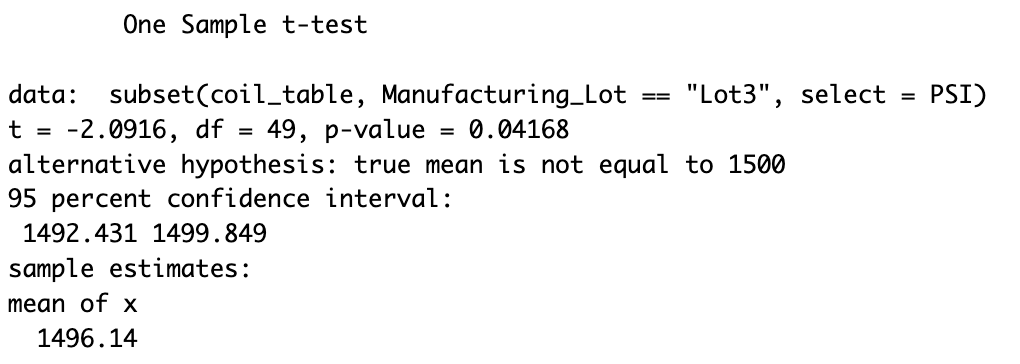 One Sample t-test
data:  subset(coil_table, Manufacturing_Lot == "Lot3", select = PSI)
t = -2.0916, df = 49, p-value = 0.04168
alternative hypothesis: true mean is not equal to 1500
95 percent confidence interval:
1492.431 1499.849
sample estimates:
mean of x
1496.14